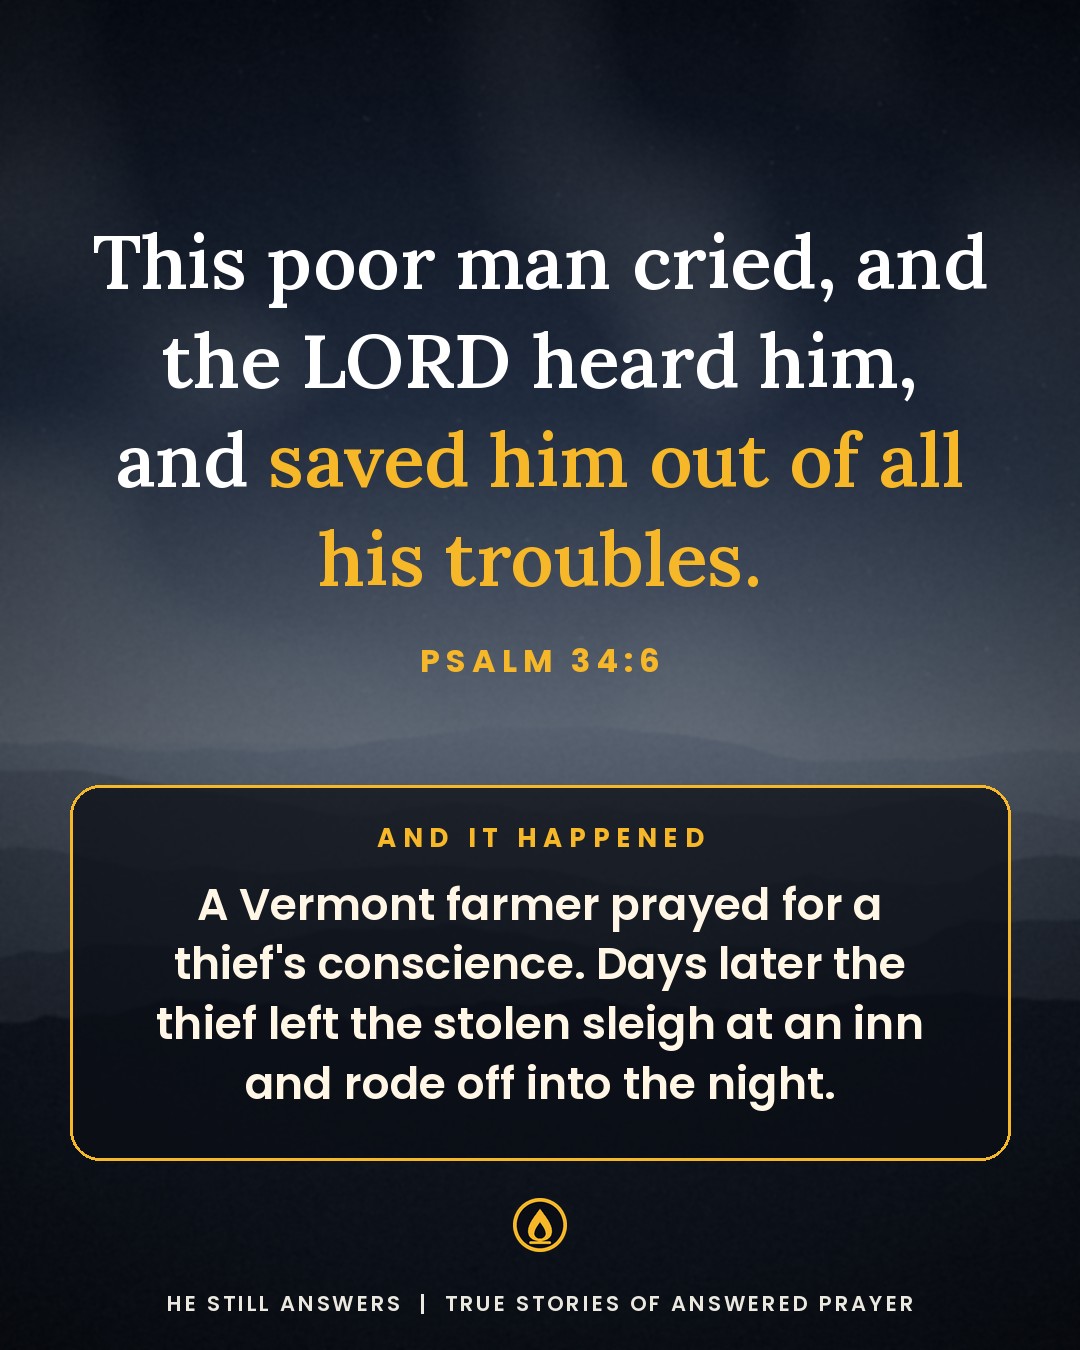 This poor man cried, and
the LORD heard him,
and saved him out of all
his troubles.
PSALM 34:6
AND IT HAPPENED
A Vermont farmer prayed for a
thief's conscience. Days later the
thief left the stolen sleigh at an inn
and rode off into the night.
HE STILL ANSWERS | TRUE STORIES OF ANSWERED PRAYER